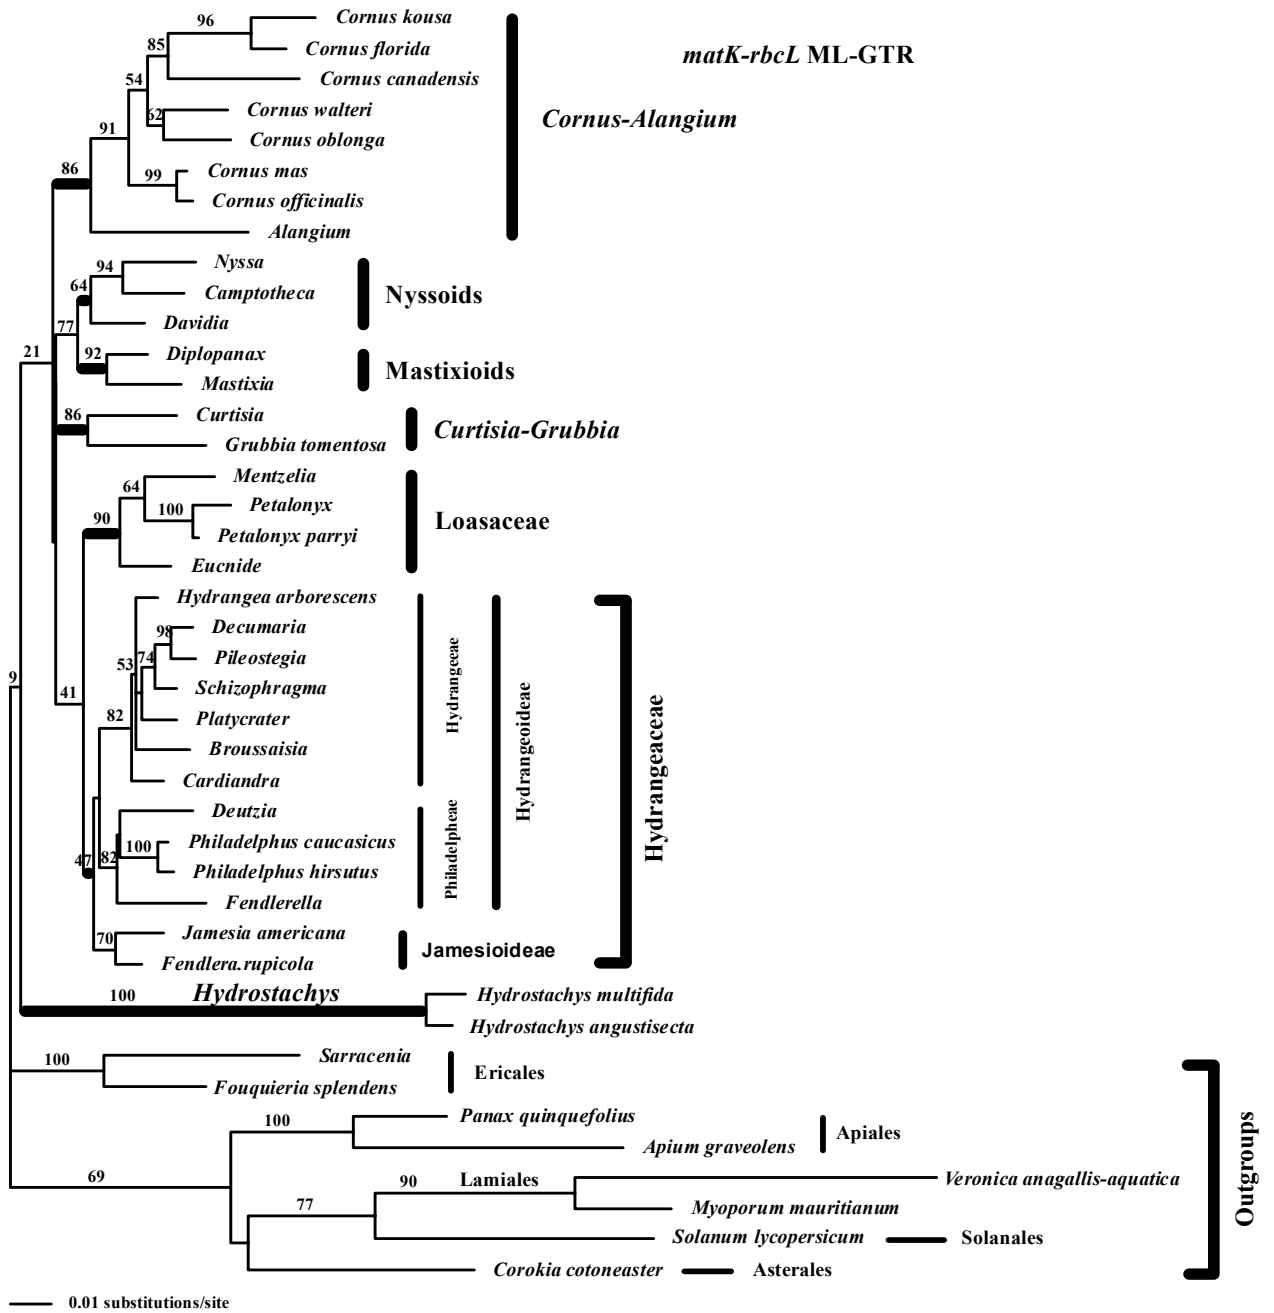 96
Cornus kousa
85
Cornus florida
matK-rbcL ML-GTR
Cornus canadensis
54
62
Cornus walteri
Cornus-Alangium
91
Cornus oblonga
86
Cornus mas
99
Cornus officinalis
Alangium
94
Nyssa
64
Camptotheca
Nyssoids
77
Davidia
21
92
Diplopanax
Mastixioids
Mastixia
86
Curtisia
Curtisia-Grubbia
Grubbia tomentosa
64
Mentzelia
100
Petalonyx
90
Petalonyx parryi
Loasaceae
Eucnide
Hydrangea arborescens
98
Decumaria
53
74
Pileostegia
Schizophragma
Hydrangeeae
9
41
82
Platycrater
Hydrangeoideae
Broussaisia
Hydrangeaceae
Cardiandra
Deutzia
100
Philadelphus caucasicus
Philadelpheae
47
82
Philadelphus hirsutus
Fendlerella
70
Jamesia americana
Jamesioideae
Fendlera.rupicola
100
Hydrostachys
Hydrostachys multifida
Hydrostachys angustisecta
100
Sarracenia
Ericales
Fouquieria splendens
100
Panax quinquefolius
Apiales
Apium graveolens
69
90
Lamiales
Veronica anagallis-aquatica
Outgroups
77
Myoporum mauritianum
Solanum lycopersicum
Solanales
Corokia cotoneaster
Asterales
0.01 substitutions/site